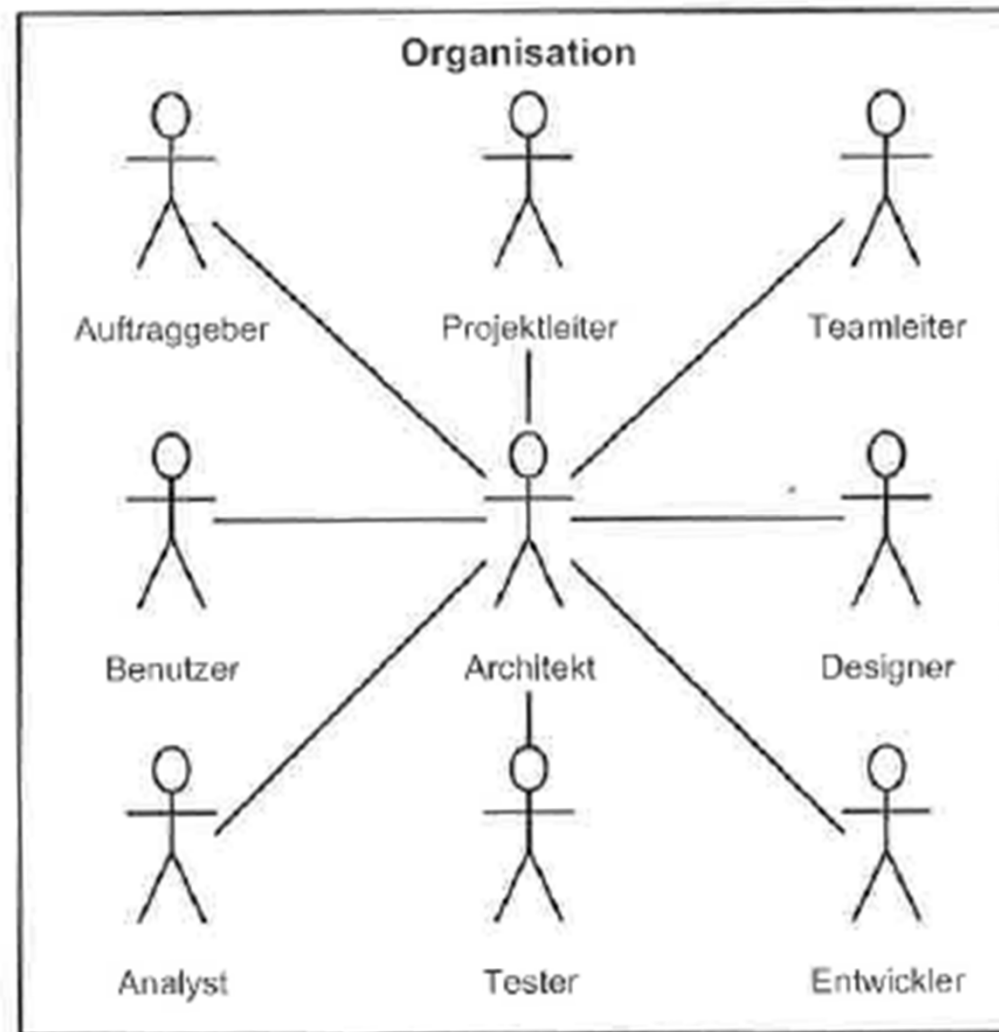 Organisation
Auftraggeber Projektleiter Teamleiter
Benutzer Architekt Designer
Analyst Tester Entwickler